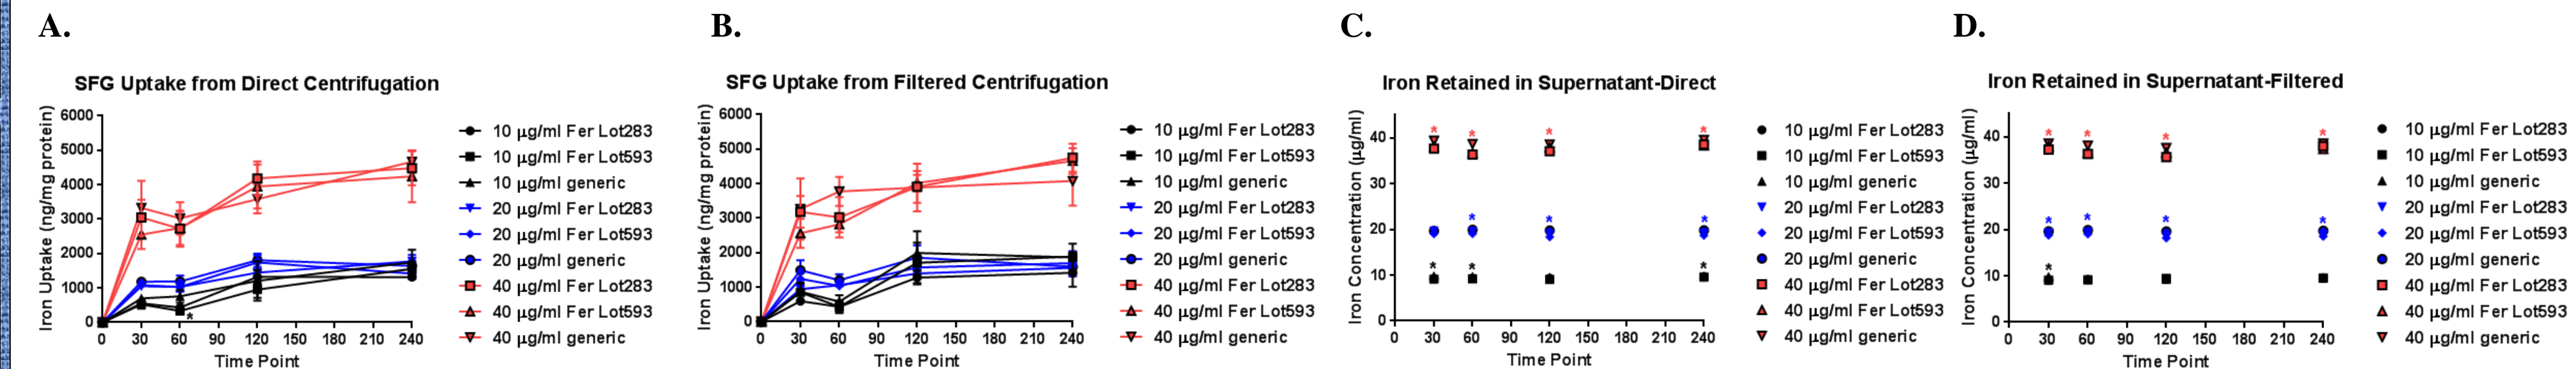 A.
SFG Uptake from Direct Centrifugation
Iron Uptake (ng/mg protein)
6000
5000
4000
3000
2000
1000
0
*
0 30 60 90 120 150 180 210 240
Time Point
10 µg/ml Fer Lot283
10 µg/ml Fer Lot593
10 µg/ml generic
20 µg/ml Fer Lot283
20 µg/ml Fer Lot593
20 µg/ml generic
40 µg/ml Fer Lot283
40 µg/ml Fer Lot593
40 µg/ml generic
B.
SFG Uptake from Filtered Centrifugation
Iron Uptake (ng/mg protein)
6000
5000
4000
3000
2000
1000
0
0 30 60 90 120 150 180 210 240
Time Point
10 µg/ml Fer Lot283
10 µg/ml Fer Lot593
10 µg/ml generic
20 µg/ml Fer Lot283
20 µg/ml Fer Lot593
20 µg/ml generic
40 µg/ml Fer Lot283
40 µg/ml Fer Lot593
40 µg/ml generic
C.
Iron Retained in Supernatant-Direct
Iron Concentration (µg/ml)
40
30
20
10
0
* * * *
* * *
* * *
0 30 60 90 120 150 180 210 240
Time Point
10 µg/ml Fer Lot283
10 µg/ml Fer Lot593
10 µg/ml generic
20 µg/ml Fer Lot283
20 µg/ml Fer Lot593
20 µg/ml generic
40 µg/ml Fer Lot283
40 µg/ml Fer Lot593
40 µg/ml generic
D.
Iron Retained in Supernatant-Filtered
Iron Concentration (µg/ml)
40
30
20
10
0
* * * *
* * * *
*
0 30 60 90 120 150 180 210 240
Time Point
10 µg/ml Fer Lot283
10 µg/ml Fer Lot593
10 µg/ml generic
20 µg/ml Fer Lot283
20 µg/ml Fer Lot593
20 µg/ml generic
40 µg/ml Fer Lot283
40 µg/ml Fer Lot593
40 µg/ml generic